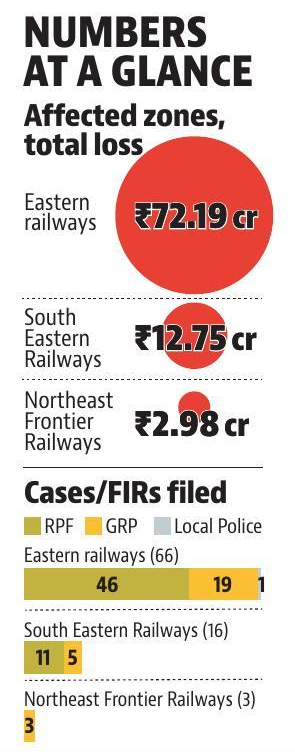 NUMBERS
AT A GLANCE
Affected zones,
total loss
Eastern
railways
₹72.19 cr
South
Eastern
Railways
₹12.75 cr
Northeast
Frontier
Railways
₹2.98 cr
Cases/FIRs filed
RPF GRP Local Police
Eastern railways (66)
46 19 1
South Eastern Railways (16)
11 5
Northeast Frontier Railways (3)
3